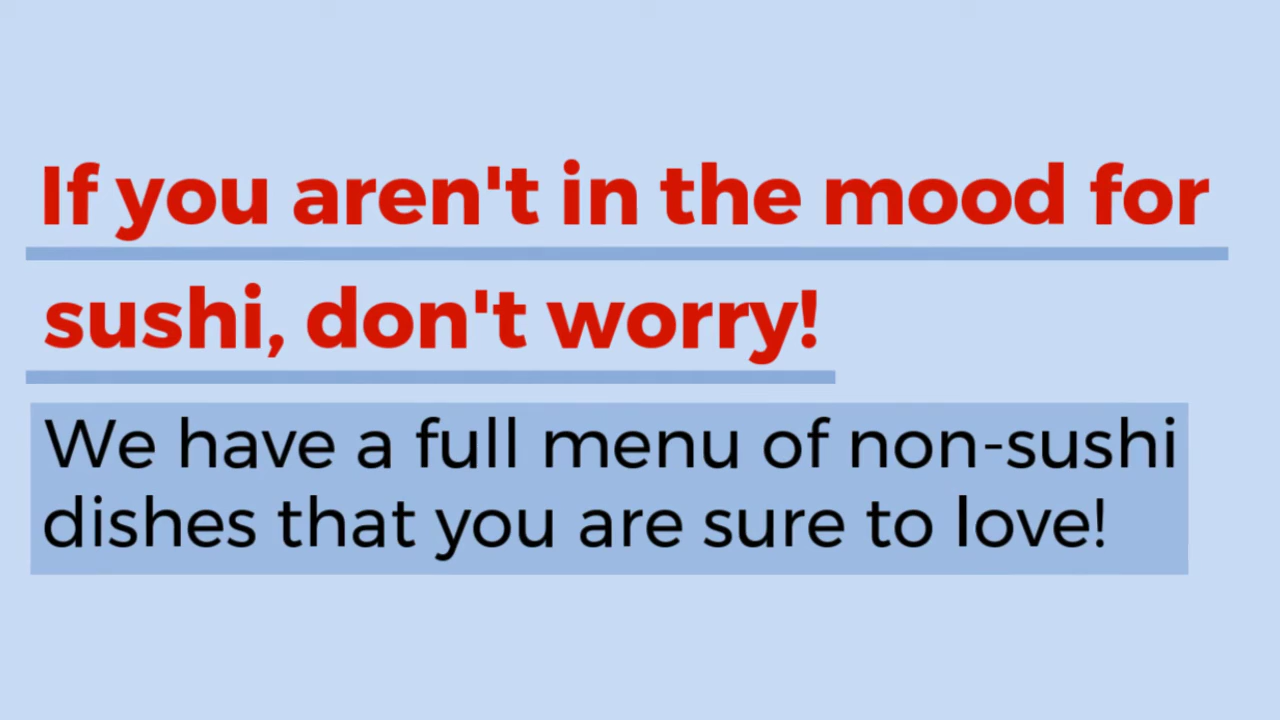 If you aren't in the mood for
sushi, don't worry!
We have a full menu of non-sushi
dishes that you are sure to love!